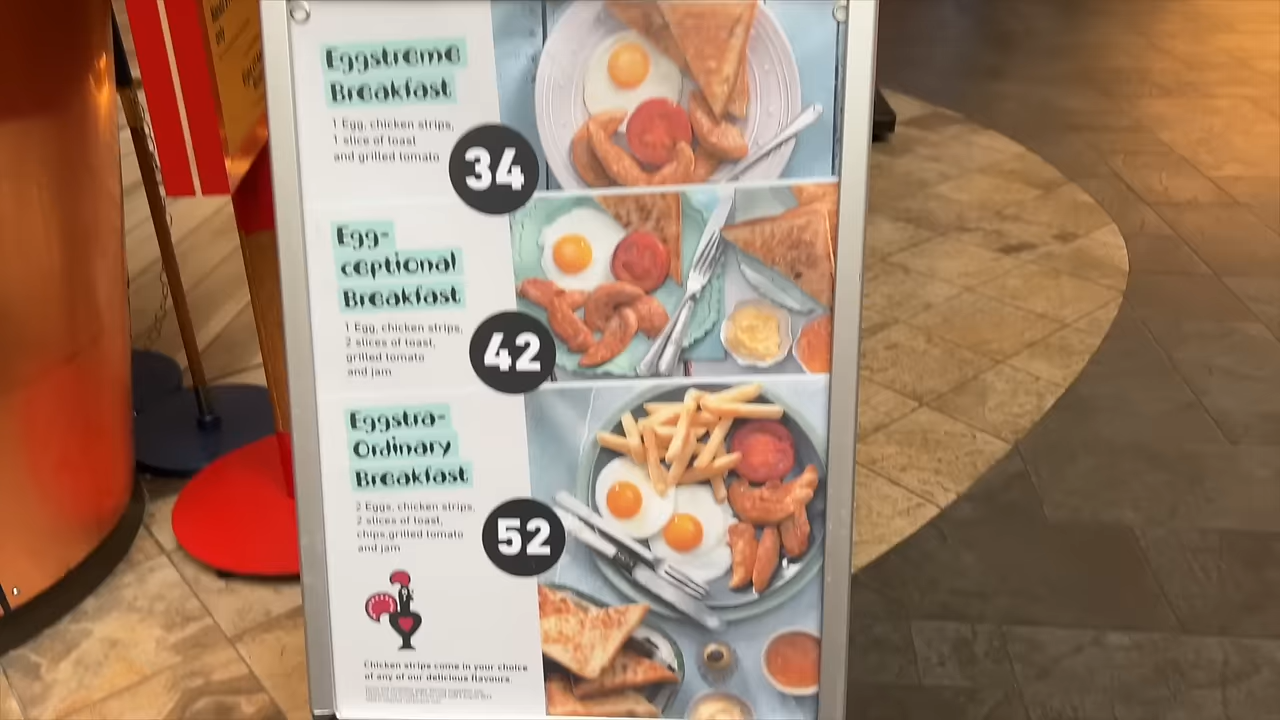 only
Eggstreme
Breakfast
1 Egg, chicken strips,
1 slice of toast
and grilled tomato
34
Egg-
ceptional
Breakfast
1 Egg, chicken strips,
2 slices of toast,
grilled tomato
and jam
42
Eggstra-
Ordinary
Breakfast
2 Eggs, chicken strips,
2 slices of toast,
chips,grilled tomato
and jam
52
Chicken strips come in your choice
of any of our delicious flavours.